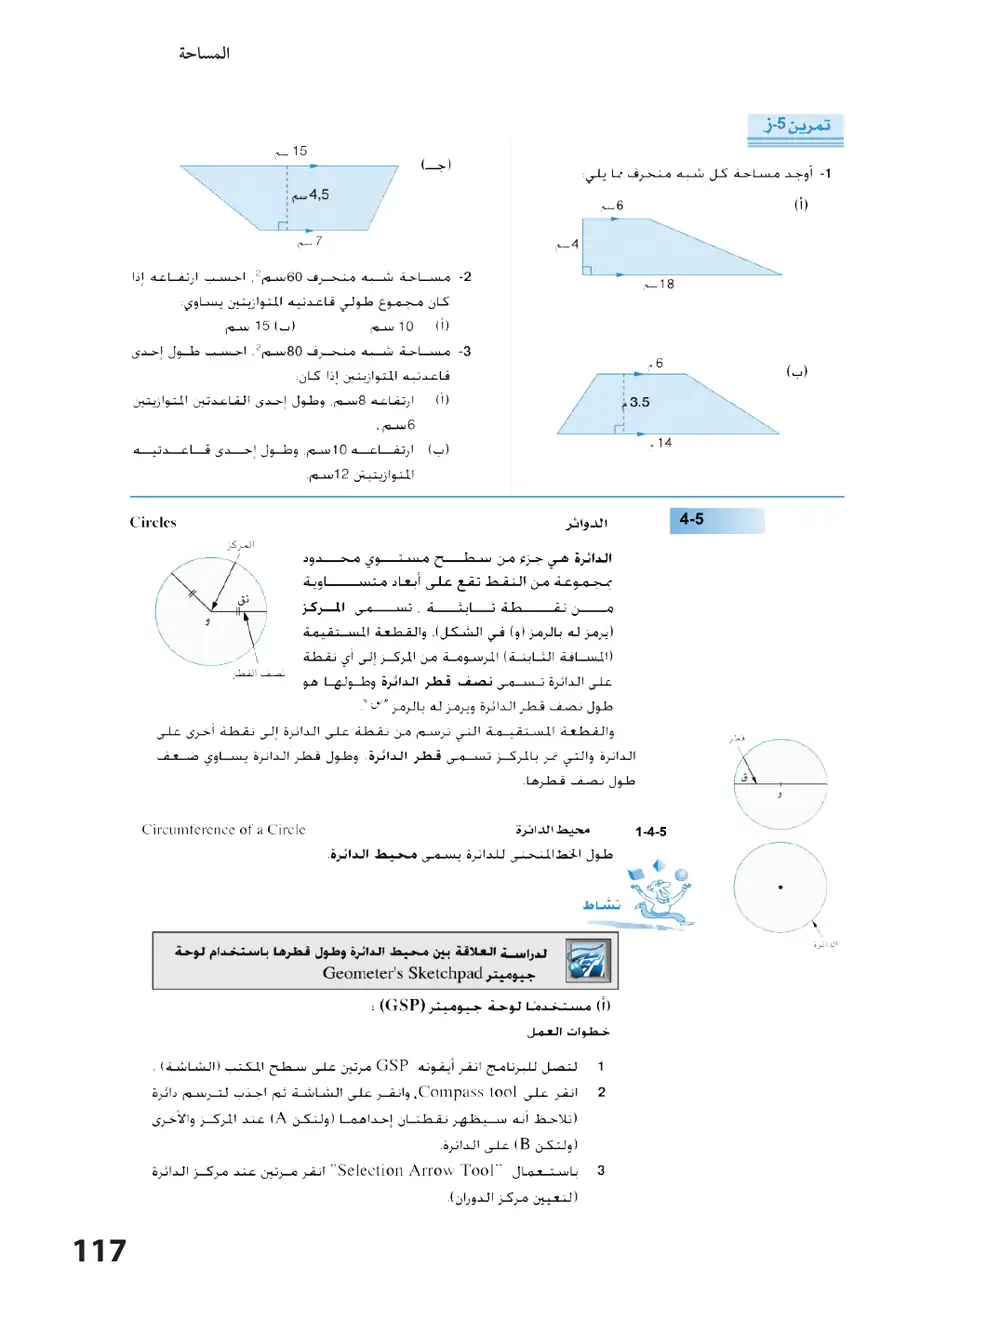 المساحة
تمرين 5-ز
1- أوجد مساحة كل شبه منحرف مما يلي:
(أ)
6 سم
4 سم
18 سم
(ب)
6 م
3.5 م
14 م
(جـ)
15 سم
4,5 سم
7 سم
2- مساحة شبه منحرف 60سم2. احسب ارتفاعه إذا
كان مجموع طولي قاعدتيه المتوازيتين يساوي:
(أ) 10 سم (ب) 15 سم
3- مساحة شبه منحرف 80سم2. احسب طول إحدى
قاعدتيه المتوازيتين إذا كان:
(أ) ارتفاعه 8سم, وطول إحدى القاعدتين المتوازيتين
6سم .
(ب) ارتفاعه 10سم, وطول إحدى قاعدتيه
المتوازيتين 12سم.
4-5 الدوائر Circles
الدائرة هي جزء من سطح مستوي محدود
بمجموعة من النقط تقع على أبعاد متساوية
من نقطة ثابتة , تسمى المركز
(يرمز له بالرمز (و) في الشكل). والقطعة المستقيمة
(المسافة الثابتة) المرسومة من المركز إلى أي نقطة
على الدائرة تسمى نصف قطر الدائرة وطولها هو
طول نصف قطر الدائرة ويرمز له بالرمز "نق".
والقطعة المستقيمة التي ترسم من نقطة على الدائرة إلى نقطة أخرى على
الدائرة والتي تمر بالمركز تسمى قطر الدائرة. وطول قطر الدائرة يساوي ضعف
طول نصف قطرها.
المركز
نق
و
نصف القطر
قطر
ق
و
الدائرة
1-4-5 محيط الدائرة Circumference of a Circle
طول الخط المنحنى للدائرة يسمى محيط الدائرة.
نشاط
لدراسة العلاقة بين محيط الدائرة وطول قطرها باستخدام لوحة
جيوميتر Geometer's Sketchpad
(أ) مستخدمًا لوحة جيوميتر (GSP) :
خطوات العمل
1 لتصل للبرنامج انقر أيقونه GSP مرتين على سطح المكتب (الشاشة) .
2 انقر على Compass tool, وانقر على الشاشة ثم اجذب لترسم دائرة
(تلاحظ أنه سيظهر نقطتان إحداهما (ولتكن A) عند المركز والأخرى
(ولتكن B) على الدائرة.
3 باستعمال "Selection Arrow Tool" انقر مرتين عند مركز الدائرة
(لتعيين مركز الدوران).
117